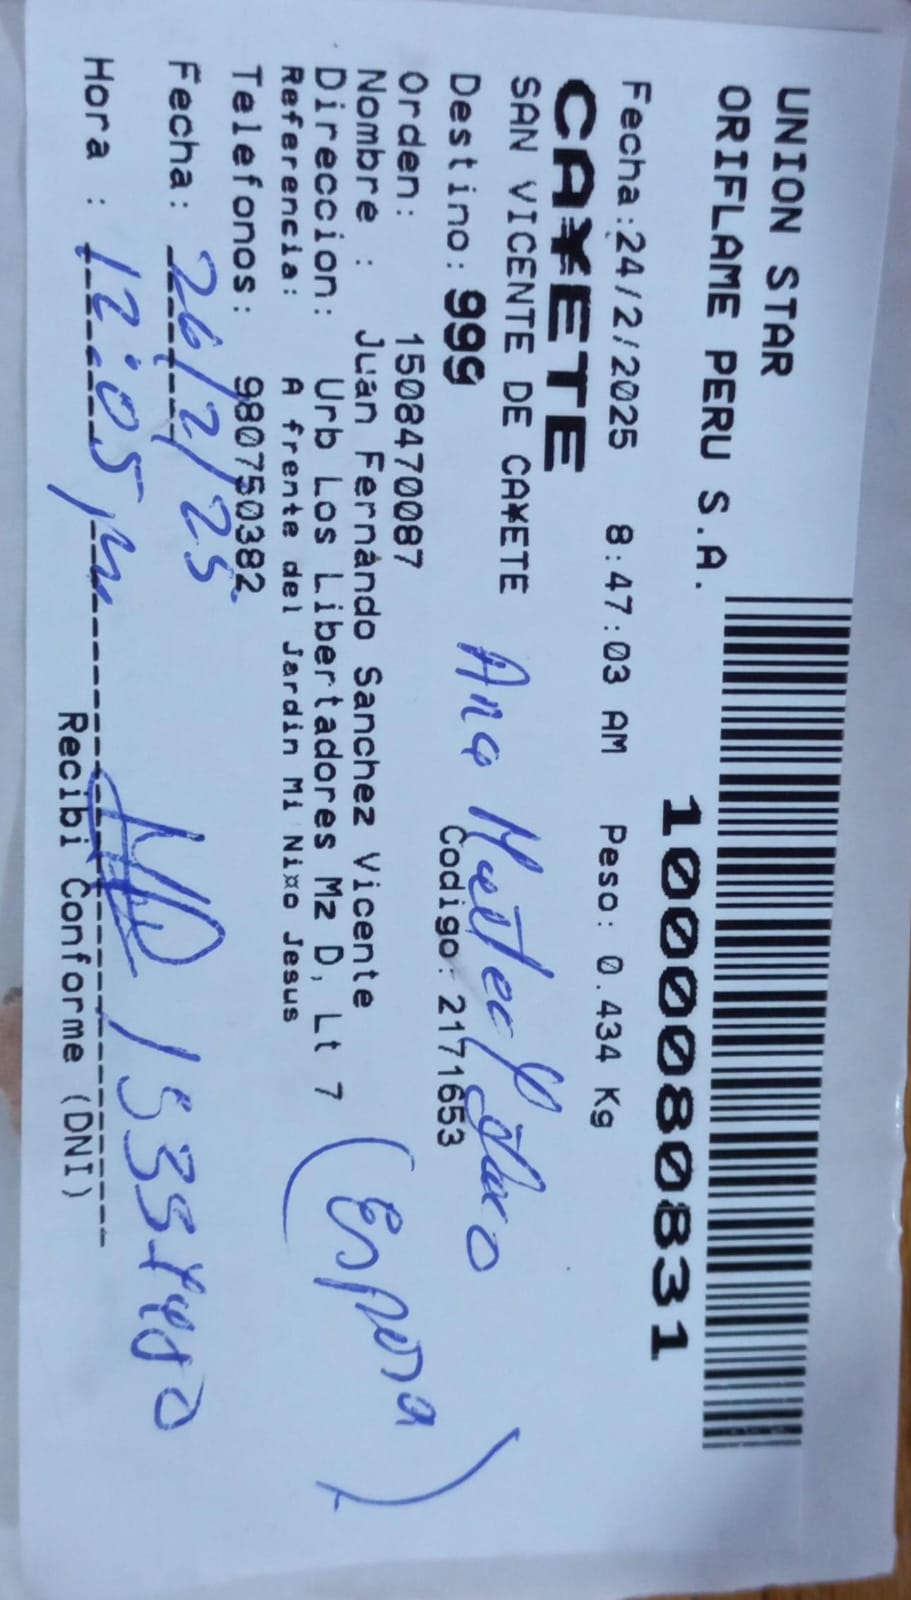 UNION STAR
ORIFLAME PERU S.A.
1000080831
Fecha:24/2/2025 8:47:03 AM Peso: 0.434 Kg
CA¥ETE
SAN VICENTE DE CA¥ETE
Ana
Destino: 999 Codigo: 2171653
Orden: 1508470087
Nombre : Juan Fernando Sanchez Vicente
Direccion: Urb Los Libertadores Mz D, Lt 7
Referencia: A frente del Jardin Mi Ni¤o Jesus
Telefonos: 980750382
Fecha: 26/2/25
Hora : 12:05
Recibi Conforme (DNI)